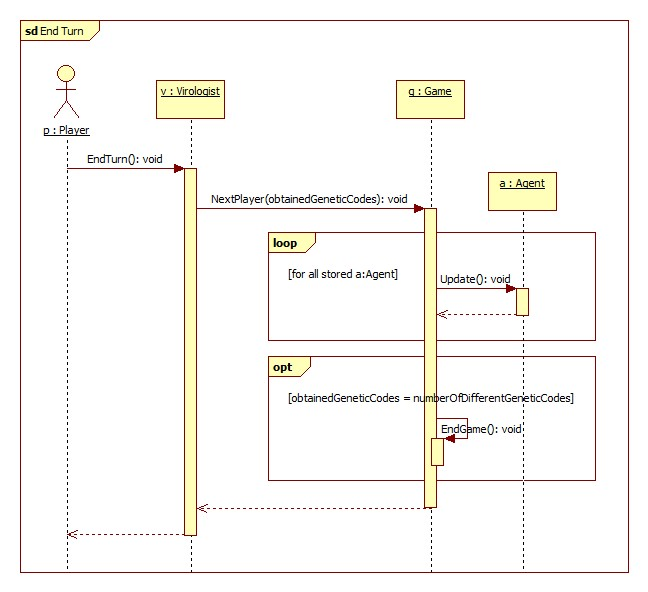 sd End Turn
v : Virologist
g : Game
p : Player
EndTurn(): void
a : Agent
NextPlayer(obtainedGeneticCodes): void
loop
[for all stored a:Agent]
Update(): void
opt
[obtainedGeneticCodes = numberOfDifferentGeneticCodes]
EndGame(): void